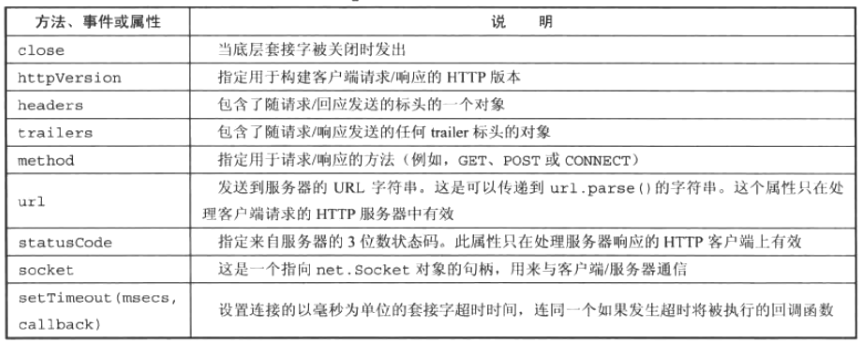 方法、事件或属性 说 明
close 当底层套接字被关闭时发出
httpVersion 指定用于构建客户端请求/响应的 HTTP 版本
headers 包含了随请求/回应发送的标头的一个对象
trailers 包含了随请求/响应发送的任何 trailer 标头的对象
method 指定用于请求/响应的方法（例如，GET、POST 或 CONNECT）
url 发送到服务器的 URL 字符串。这是可以传递到 url.parse()的字符串。这个属性只在处
理客户端请求的 HTTP 服务器中有效
statusCode 指定来自服务器的 3 位数状态码。此属性只在处理服务器响应的 HTTP 客户端上有效
socket 这是一个指向 net.Socket 对象的句柄，用来与客户端/服务器通信
setTimeout(msecs,
callback) 设置连接的以毫秒为单位的套接字超时时间，连同一个如果发生超时将被执行的回调函数